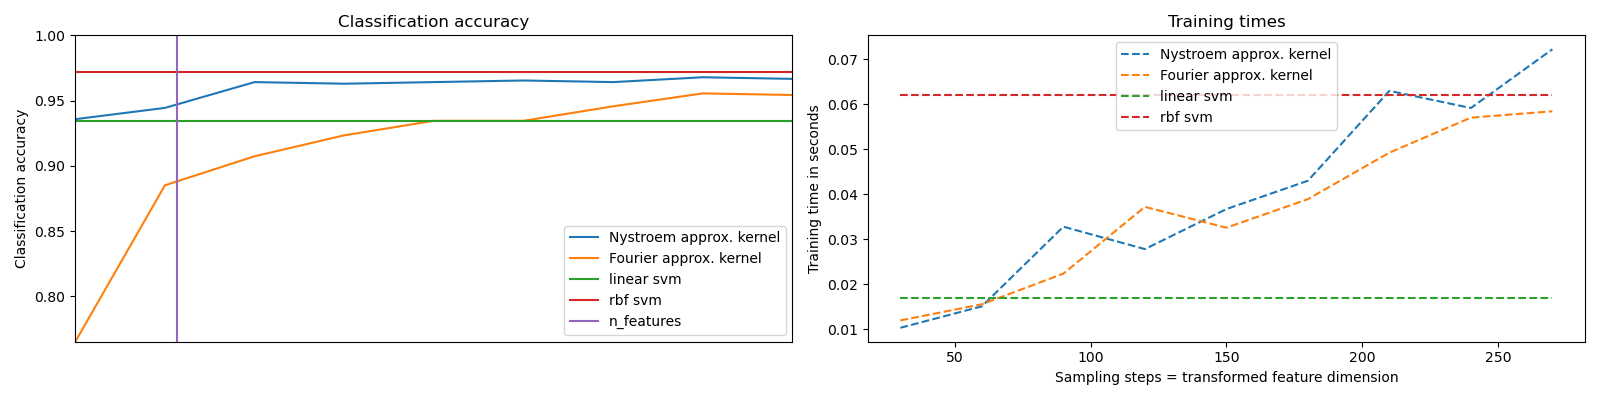 Classification accuracy
Classification accuracy
1.00
0.95
0.90
0.85
0.80
Nystroem approx. kernel
Fourier approx. kernel
linear svm
rbf svm
n_features
Training times
Training time in seconds
0.07
0.06
0.05
0.04
0.03
0.02
0.01
Nystroem approx. kernel
Fourier approx. kernel
linear svm
rbf svm
50 100 150 200 250
Sampling steps = transformed feature dimension